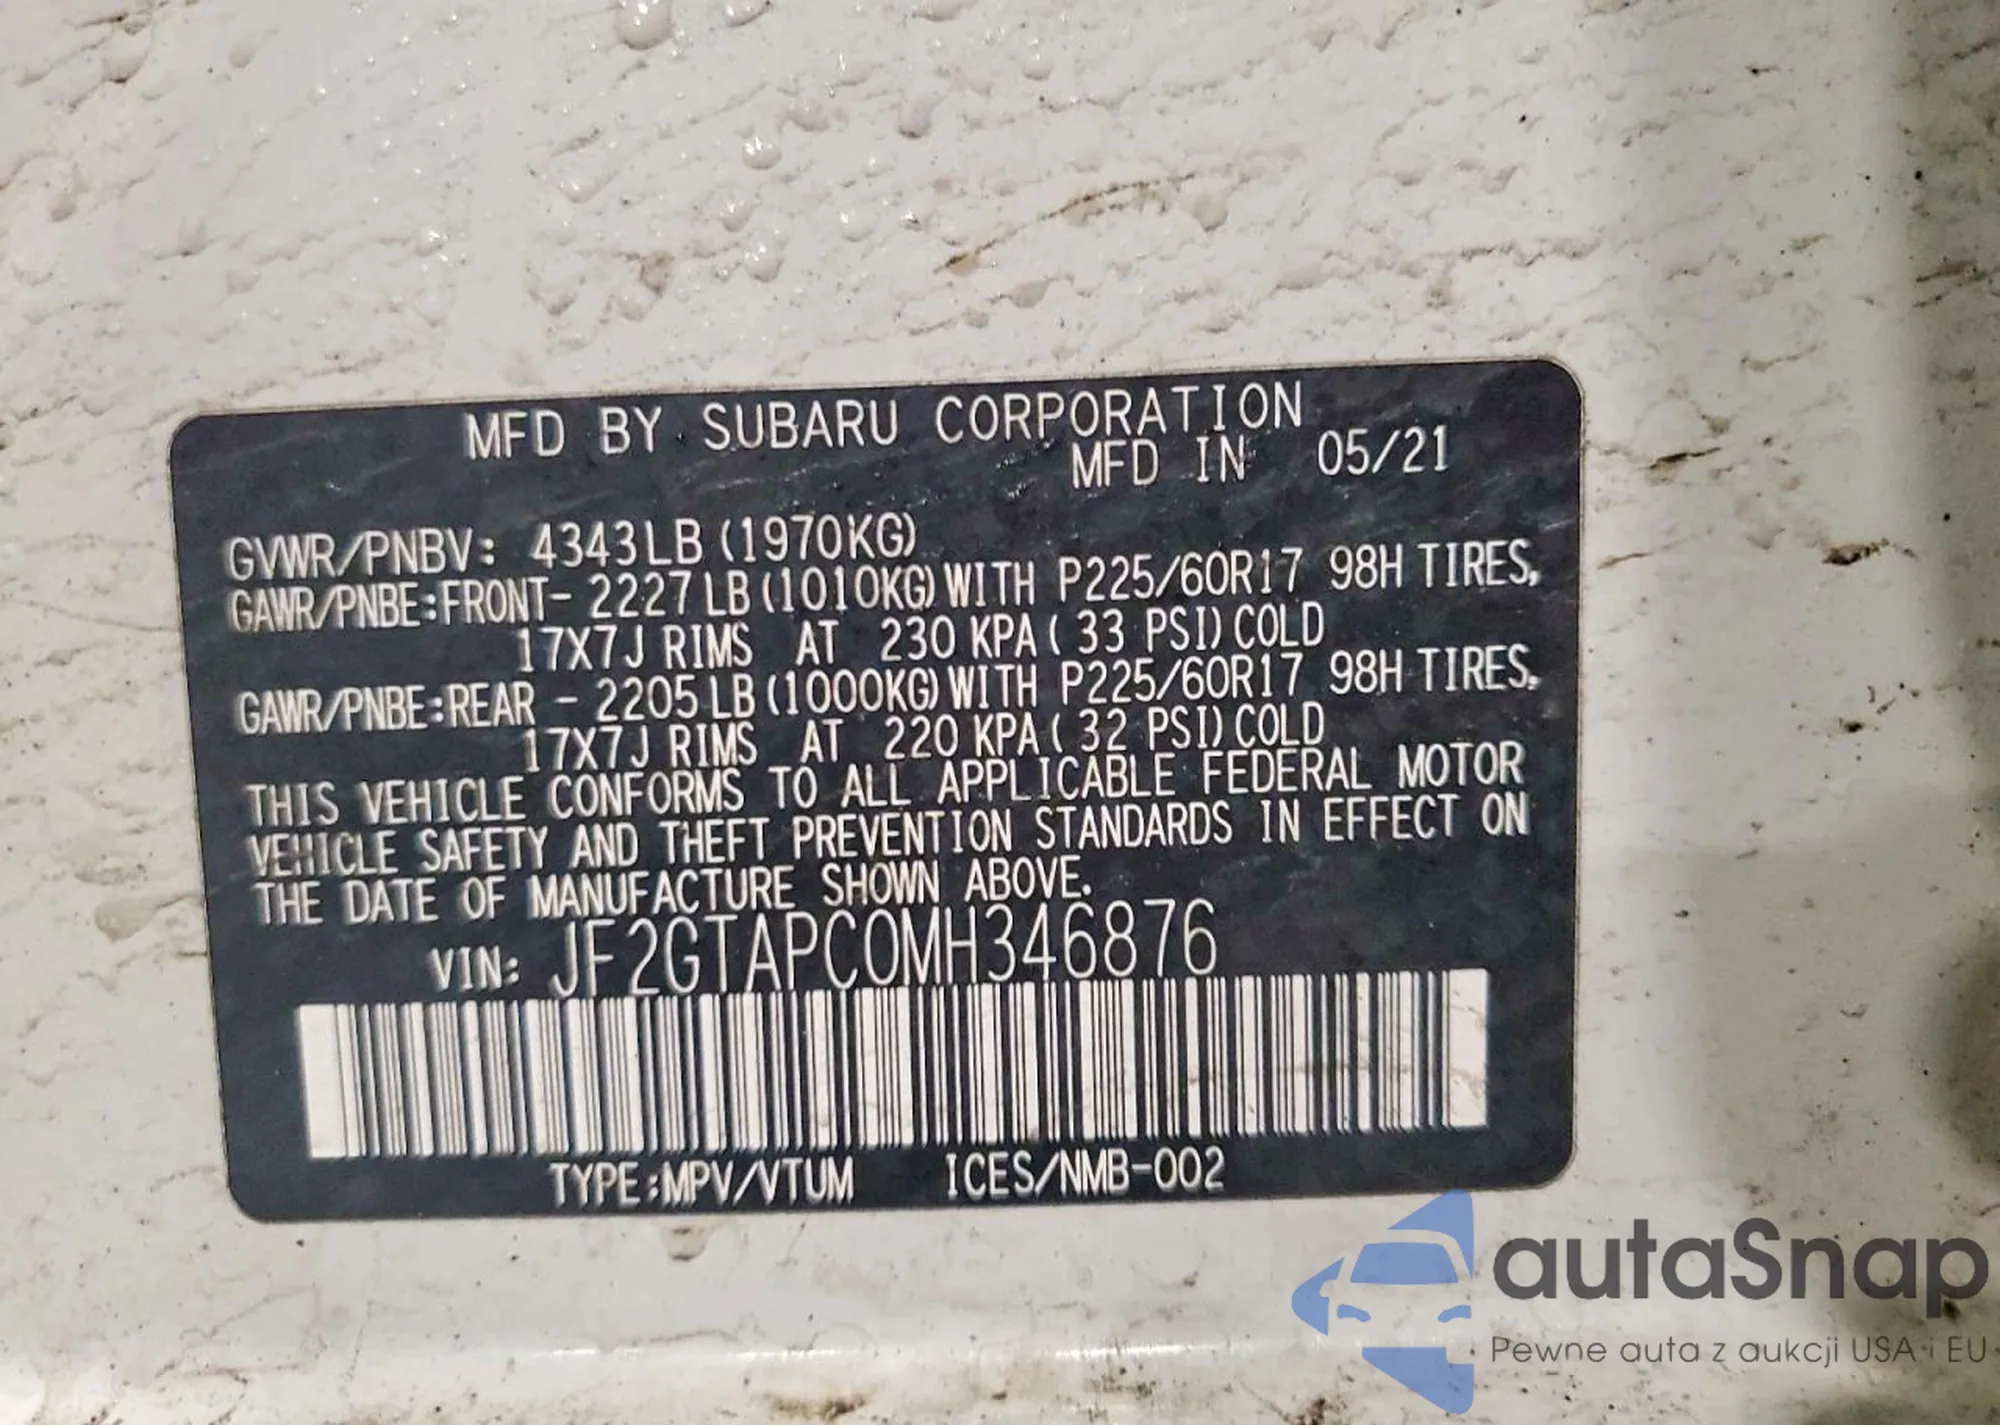 MFD BY SUBARU CORPORATION
MFD IN 05/21
GVWR/PNBV: 4343LB (1970KG)
GAWR/PNBE:FRONT- 2227LB (1010KG) WITH P225/60R17 98H TIRES,
17X7J RIMS AT 230 KPA ( 33 PSI) COLD
GAWR/PNBE:REAR - 2205LB (1000KG) WITH P225/60R17 98H TIRES,
17X7J RIMS AT 220 KPA ( 32 PSI) COLD
THIS VEHICLE CONFORMS TO ALL APPLICABLE FEDERAL MOTOR
VEHICLE SAFETY AND THEFT PREVENTION STANDARDS IN EFFECT ON
THE DATE OF MANUFACTURE SHOWN ABOVE.
VIN: JF2GTAPC0MH346876
TYPE:MPV/VTUM ICES/NMB-002
autaSnap
Pewne auta z aukcji USA i EU